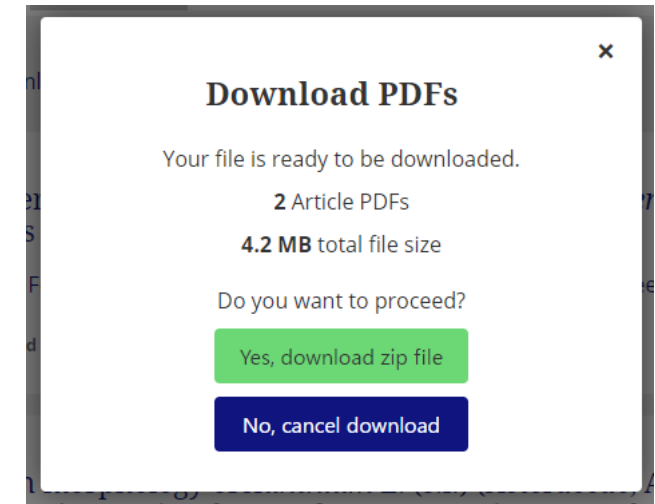 ×
Download PDFs
Your file is ready to be downloaded.
2 Article PDFs
4.2 MB total file size
Do you want to proceed?
Yes, download zip file
No, cancel download